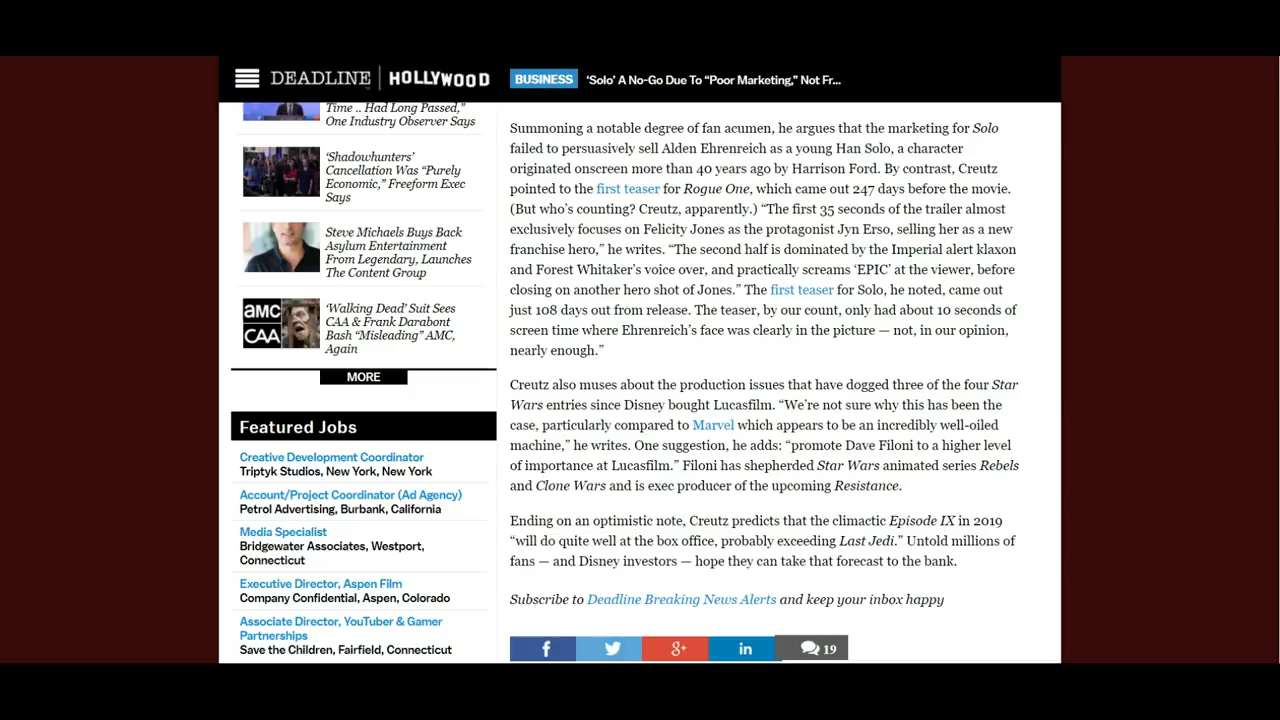 DEADLINE | HOLLYWOOD
BUSINESS 'Solo' A No-Go Due To “Poor Marketing,” Not Fr...
Time .. Had Long Passed,”
One Industry Observer Says
‘Shadowhunters’
Cancellation Was “Purely
Economic,” Freeform Exec
Says
Steve Michaels Buys Back
Asylum Entertainment
From Legendary, Launches
The Content Group
amc
CAA
‘Walking Dead’ Suit Sees
CAA & Frank Darabont
Bash “Misleading” AMC,
Again
MORE
Featured Jobs
Creative Development Coordinator
Triptyk Studios, New York, New York
Account/Project Coordinator (Ad Agency)
Petrol Advertising, Burbank, California
Media Specialist
Bridgewater Associates, Westport,
Connecticut
Executive Director, Aspen Film
Company Confidential, Aspen, Colorado
Associate Director, YouTuber & Gamer
Partnerships
Save the Children, Fairfield, Connecticut
Summoning a notable degree of fan acumen, he argues that the marketing for Solo
failed to persuasively sell Alden Ehrenreich as a young Han Solo, a character
originated onscreen more than 40 years ago by Harrison Ford. By contrast, Creutz
pointed to the first teaser for Rogue One, which came out 247 days before the movie.
(But who’s counting? Creutz, apparently.) “The first 35 seconds of the trailer almost
exclusively focuses on Felicity Jones as the protagonist Jyn Erso, selling her as a new
franchise hero,” he writes. “The second half is dominated by the Imperial alert klaxon
and Forest Whitaker’s voice over, and practically screams ‘EPIC’ at the viewer, before
closing on another hero shot of Jones.” The first teaser for Solo, he noted, came out
just 108 days out from release. The teaser, by our count, only had about 10 seconds of
screen time where Ehrenreich’s face was clearly in the picture — not, in our opinion,
nearly enough.”
Creutz also muses about the production issues that have dogged three of the four Star
Wars entries since Disney bought Lucasfilm. “We’re not sure why this has been the
case, particularly compared to Marvel which appears to be an incredibly well-oiled
machine,” he writes. One suggestion, he adds: “promote Dave Filoni to a higher level
of importance at Lucasfilm.” Filoni has shepherded Star Wars animated series Rebels
and Clone Wars and is exec producer of the upcoming Resistance.
Ending on an optimistic note, Creutz predicts that the climactic Episode IX in 2019
“will do quite well at the box office, probably exceeding Last Jedi.” Untold millions of
fans — and Disney investors — hope they can take that forecast to the bank.
Subscribe to Deadline Breaking News Alerts and keep your inbox happy
19